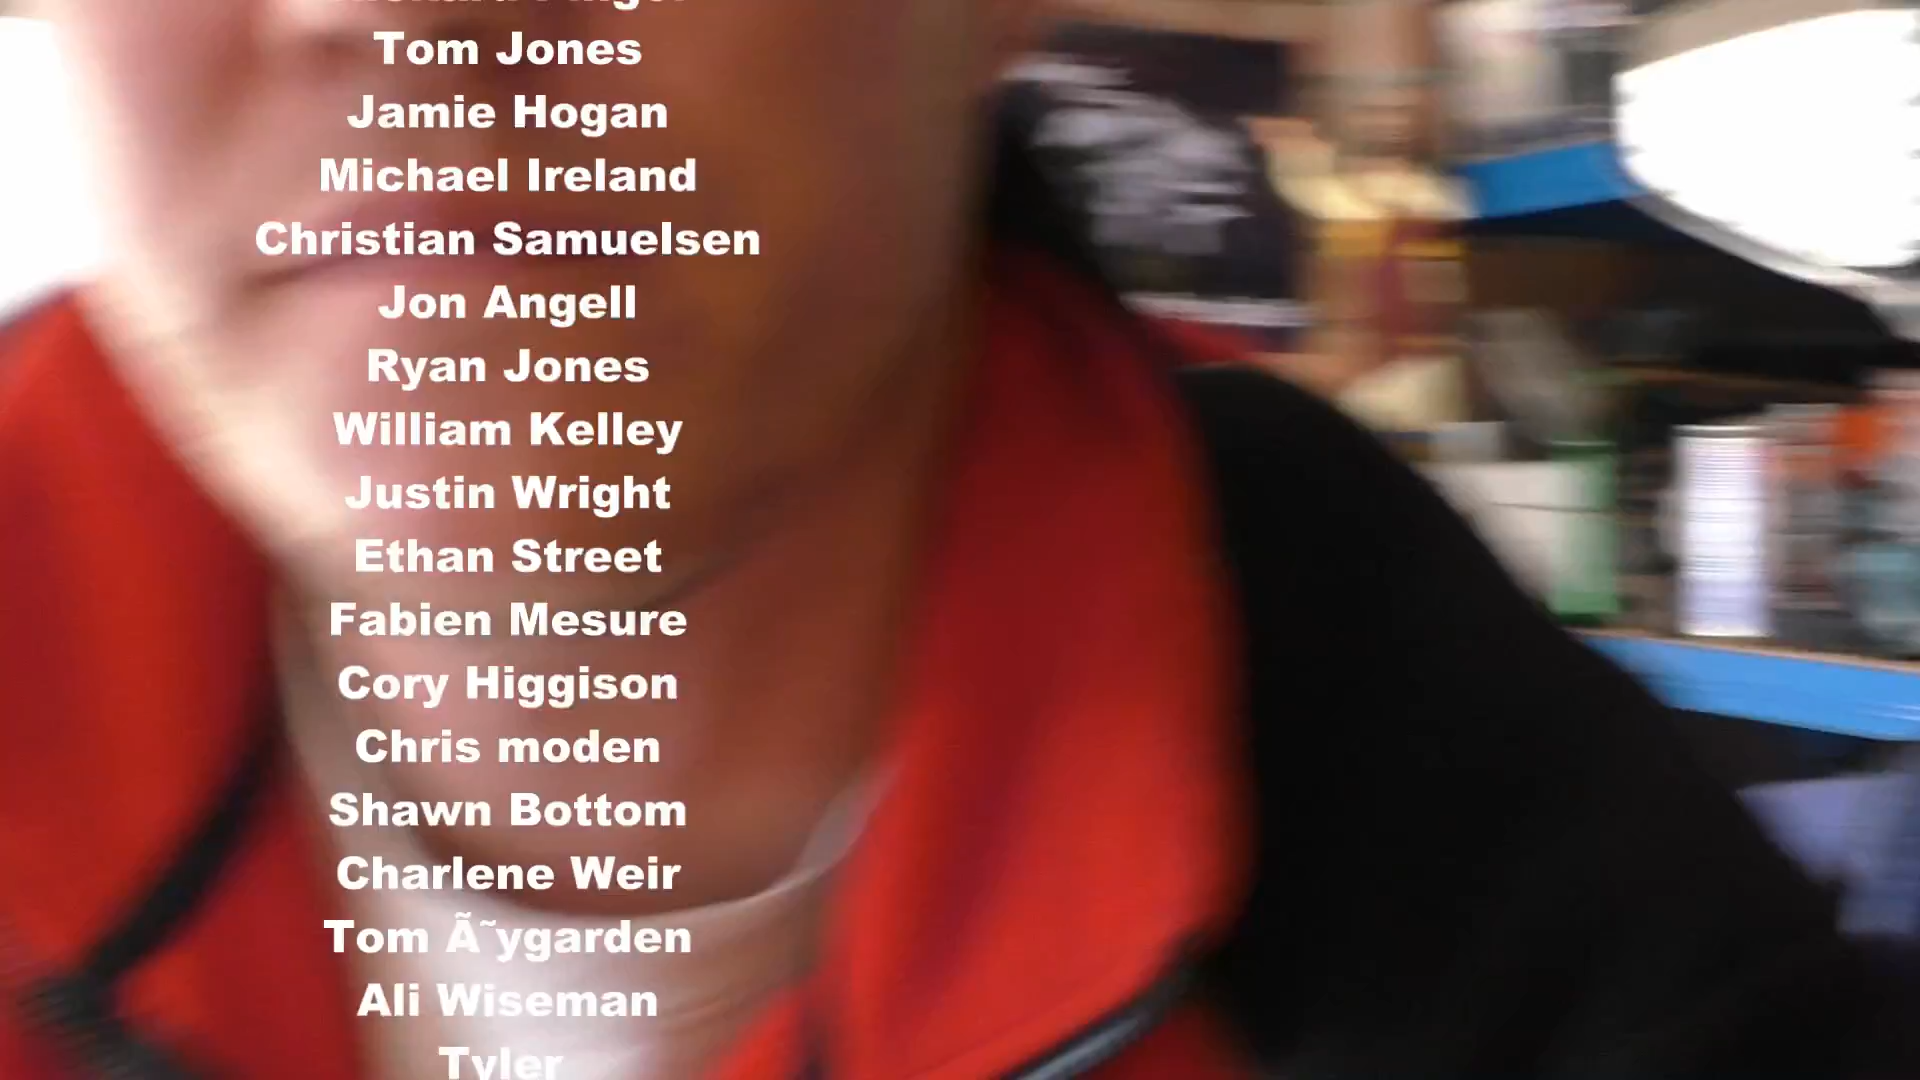 Tom Jones
Jamie Hogan
Michael Ireland
Christian Samuelsen
Jon Angell
Ryan Jones
William Kelley
Justin Wright
Ethan Street
Fabien Mesure
Cory Higgison
Chris moden
Shawn Bottom
Charlene Weir
Tom Ã˜ygarden
Ali Wiseman
Tyler